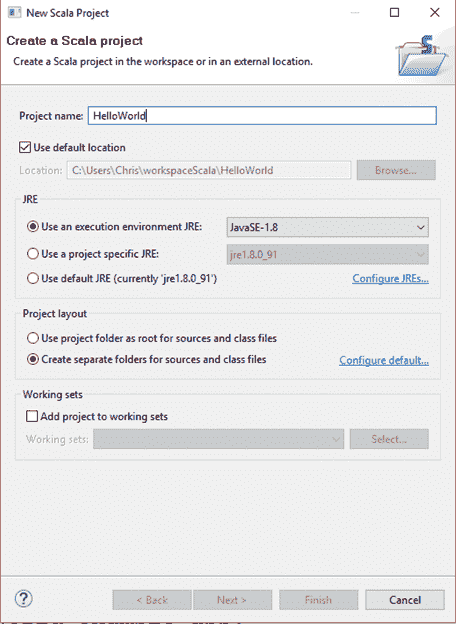 New Scala Project
Create a Scala project
Create a Scala project in the workspace or in an external location.
Project name: HelloWorld
Use default location
Location: C:\Users\Chris\workspaceScala\HelloWorld Browse...
JRE
Use an execution environment JRE: JavaSE-1.8
Use a project specific JRE: jre1.8.0_91
Use default JRE (currently 'jre1.8.0_91') Configure JREs...
Project layout
Use project folder as root for sources and class files
Create separate folders for sources and class files Configure default...
Working sets
Add project to working sets
Working sets: Select...
< Back Next > Finish Cancel